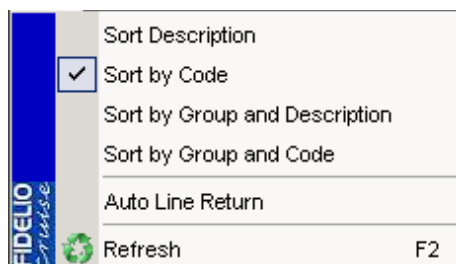 Sort Description
Sort by Code
Sort by Group and Description
Sort by Group and Code
Auto Line Return
Refresh F2
FIDELIO
cruise